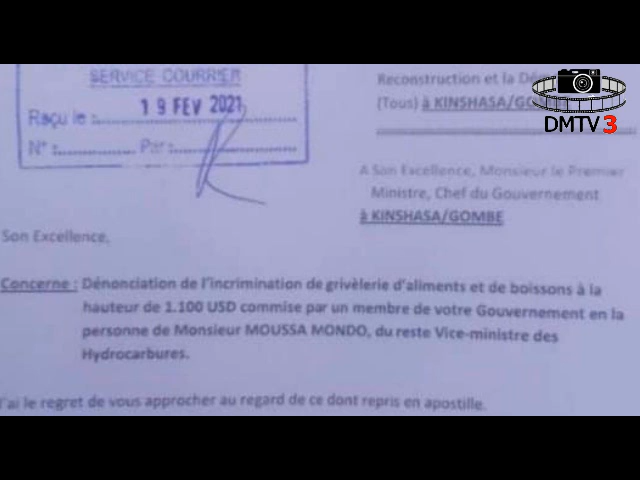 SERVICE COURRIER
Raçu le :
19 FEV 2021
N° : Par :
Reconstruction et la
(Tous) à KINSHASA/
DMTV 3
A Son Excellence, Monsieur le Premier
Ministre, Chef du Gouvernement
à KINSHASA/GOMBE
Son Excellence,
Concerne : Dénonciation de l'incrimination de grivèlerie d'aliments et de boissons à la
hauteur de 1.100 USD commise par un membre de votre Gouvernement en la
personne de Monsieur MOUSSA MONDO, du reste Vice-ministre des
Hydrocarbures.
J'ai le regret de vous approcher au regard de ce dont repris en apostille.